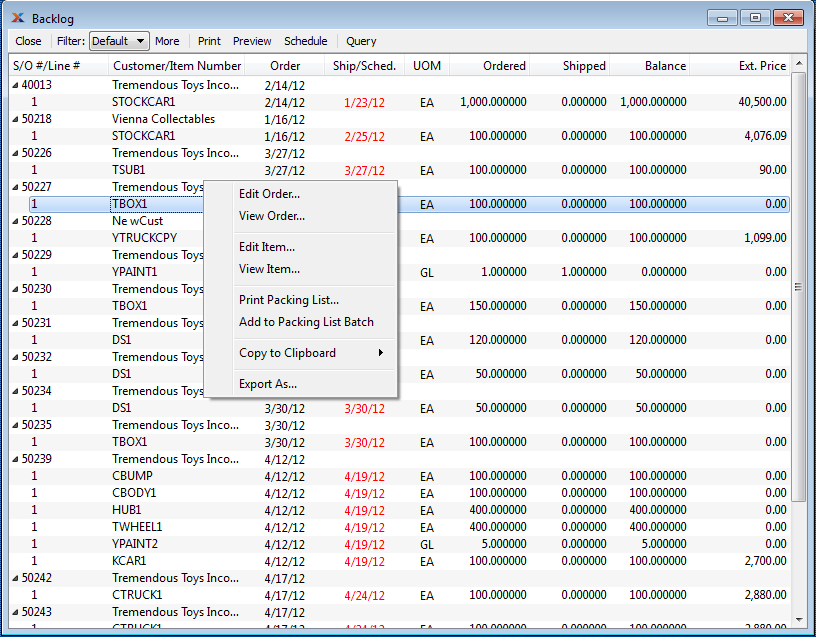 Backlog
Close Filter: Default More Print Preview Schedule Query
S/O #/Line # Customer/Item Number Order Ship/Sched. UOM Ordered Shipped Balance Ext. Price
40013 Tremendous Toys Inco... 2/14/12
1 STOCKCAR1 2/14/12 1/23/12 EA 1,000.000000 0.000000 1,000.000000 40,500.00
50218 Vienna Collectables 1/16/12
1 STOCKCAR1 1/16/12 2/25/12 EA 100.000000 0.000000 100.000000 4,076.09
50226 Tremendous Toys Inco... 3/27/12
1 TSUB1 3/27/12 3/27/12 EA 100.000000 0.000000 100.000000 90.00
50227 Tremendous Toys
1 TBOX1 EA 100.000000 0.000000 100.000000 0.00
50228 Ne wCust
1 YTRUCKCPY EA 100.000000 0.000000 100.000000 1,099.00
50229 Tremendous Toys
1 YPAINT1 GL 1.000000 1.000000 0.000000 0.00
50230 Tremendous Toys
1 TBOX1 EA 150.000000 0.000000 150.000000 0.00
50231 Tremendous Toys
1 DS1 EA 120.000000 0.000000 120.000000 0.00
50232 Tremendous Toys
1 DS1 EA 50.000000 0.000000 50.000000 0.00
50234 Tremendous Toys
1 DS1 3/30/12 3/30/12 EA 50.000000 0.000000 50.000000 0.00
50235 Tremendous Toys Inco... 3/30/12
1 TBOX1 3/30/12 3/30/12 EA 100.000000 0.000000 100.000000 0.00
50239 Tremendous Toys Inco... 4/12/12
1 CBUMP 4/12/12 4/19/12 EA 100.000000 0.000000 100.000000 0.00
1 CBODY1 4/12/12 4/19/12 EA 100.000000 0.000000 100.000000 0.00
1 HUB1 4/12/12 4/19/12 EA 400.000000 0.000000 400.000000 0.00
1 TWHEEL1 4/12/12 4/19/12 EA 400.000000 0.000000 400.000000 0.00
1 YPAINT2 4/12/12 4/19/12 GL 5.000000 0.000000 5.000000 0.00
1 KCAR1 4/12/12 4/19/12 EA 100.000000 0.000000 100.000000 2,700.00
50242 Tremendous Toys Inco... 4/17/12
1 CTRUCK1 4/17/12 4/24/12 EA 100.000000 0.000000 100.000000 2,880.00
50243 Tremendous Toys Inco... 4/17/12
1 CTRUCK1 4/17/12 4/24/12 EA 100.000000 0.000000 100.000000 2,880.00
Edit Order...
View Order...
Edit Item...
View Item...
Print Packing List...
Add to Packing List Batch
Copy to Clipboard
Export As...